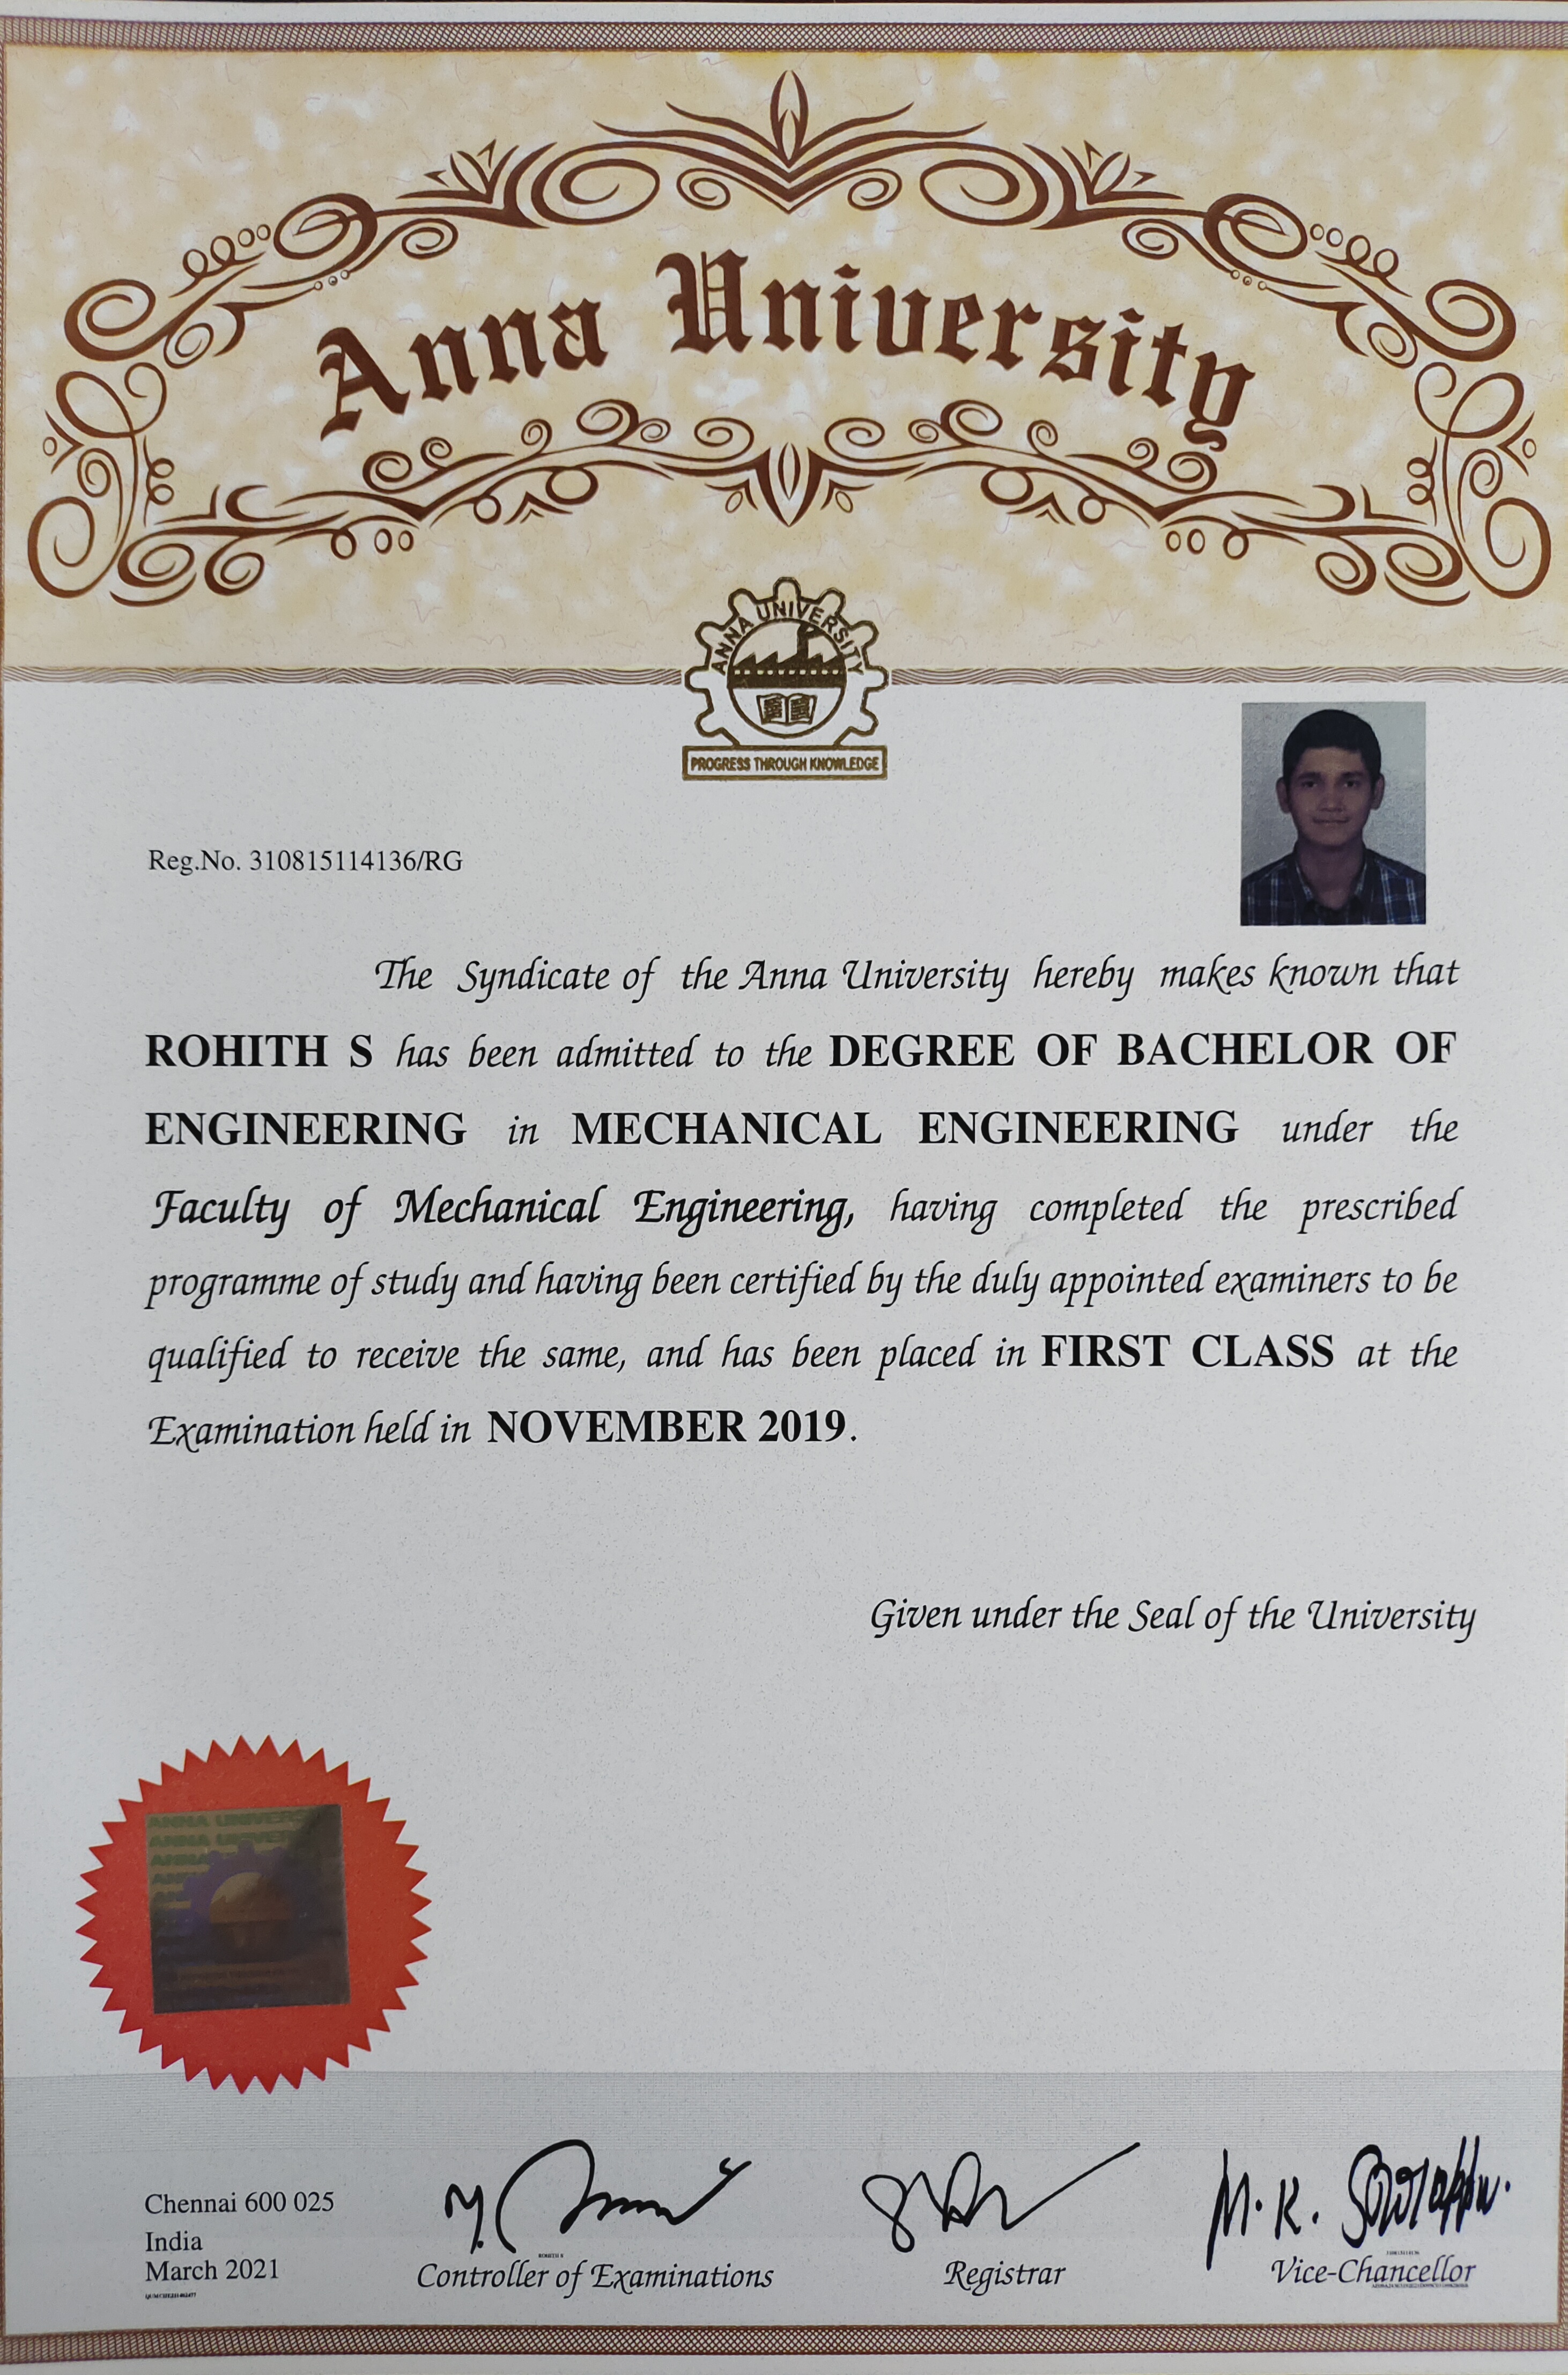 Anna University
ANNA UNIVERSITY
PROGRESS THROUGH KNOWLEDGE
Reg.No. 310815114136/RG
The Syndicate of the Anna University hereby makes known that
ROHITH S has been admitted to the DEGREE OF BACHELOR OF
ENGINEERING in MECHANICAL ENGINEERING under the
Faculty of Mechanical Engineering, having completed the prescribed
programme of study and having been certified by the duly appointed examiners to be
qualified to receive the same, and has been placed in FIRST CLASS at the
Examination held in NOVEMBER 2019.
Given under the Seal of the University
ANNA UNIVERS
ANNA UNIVER
Chennai 600 025
India
March 2021
ROHITH S
Controller of Examinations
Registrar
M. K.
Vice-Chancellor